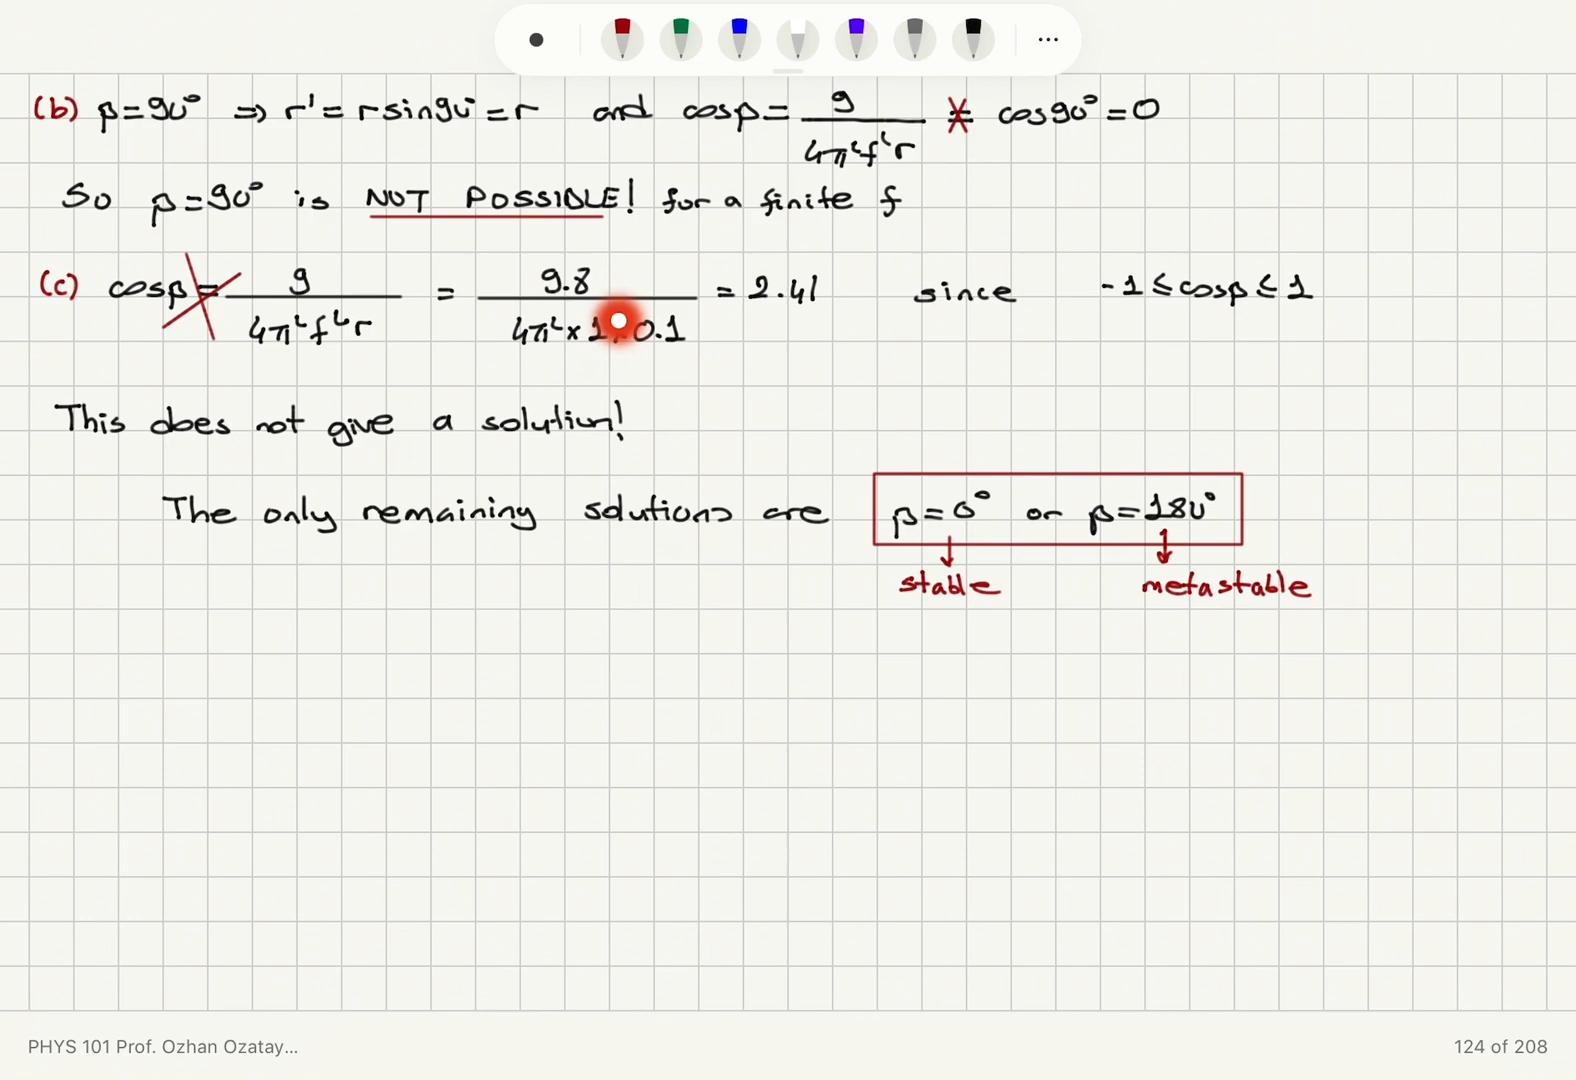 (b) β=90° ⇒ r'=rsin90°=r and cosβ= g / 4π²f²r ≠ cos90°=0
So β=90° is NOT POSSIBLE! for a finite f
(c) cosβ = g / 4π²f²r = 9.8 / 4π²x1x0.1 = 2.41 since -1≤cosβ≤1
This does not give a solution!
The only remaining solutions are β=0° or β=180°
stable metastable
PHYS 101 Prof. Ozhan Ozatay...
124 of 208